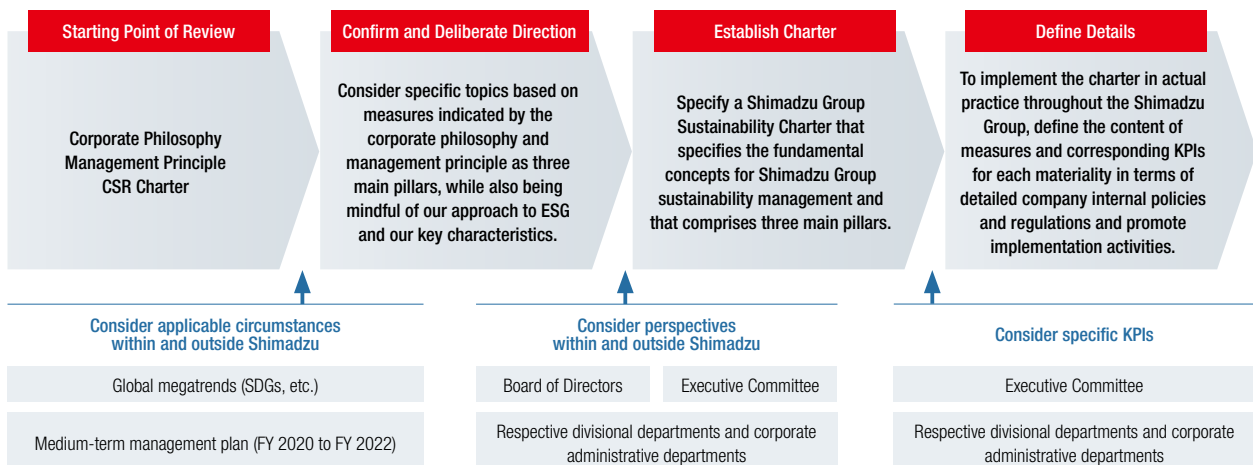 Starting Point of Review
Corporate Philosophy
Management Principle
CSR Charter
Confirm and Deliberate Direction
Consider specific topics based on
measures indicated by the
corporate philosophy and
management principle as three
main pillars, while also being
mindful of our approach to ESG
and our key characteristics.
Establish Charter
Specify a Shimadzu Group
Sustainability Charter that
specifies the fundamental
concepts for Shimadzu Group
sustainability management and
that comprises three main pillars.
Define Details
To implement the charter in actual
practice throughout the Shimadzu
Group, define the content of
measures and corresponding KPIs
for each materiality in terms of
detailed company internal policies
and regulations and promote
implementation activities.
Consider applicable circumstances
within and outside Shimadzu
Global megatrends (SDGs, etc.)
Medium-term management plan (FY 2020 to FY 2022)
Consider perspectives
within and outside Shimadzu
Board of Directors
Executive Committee
Respective divisional departments and corporate
administrative departments
Consider specific KPIs
Executive Committee
Respective divisional departments and corporate
administrative departments